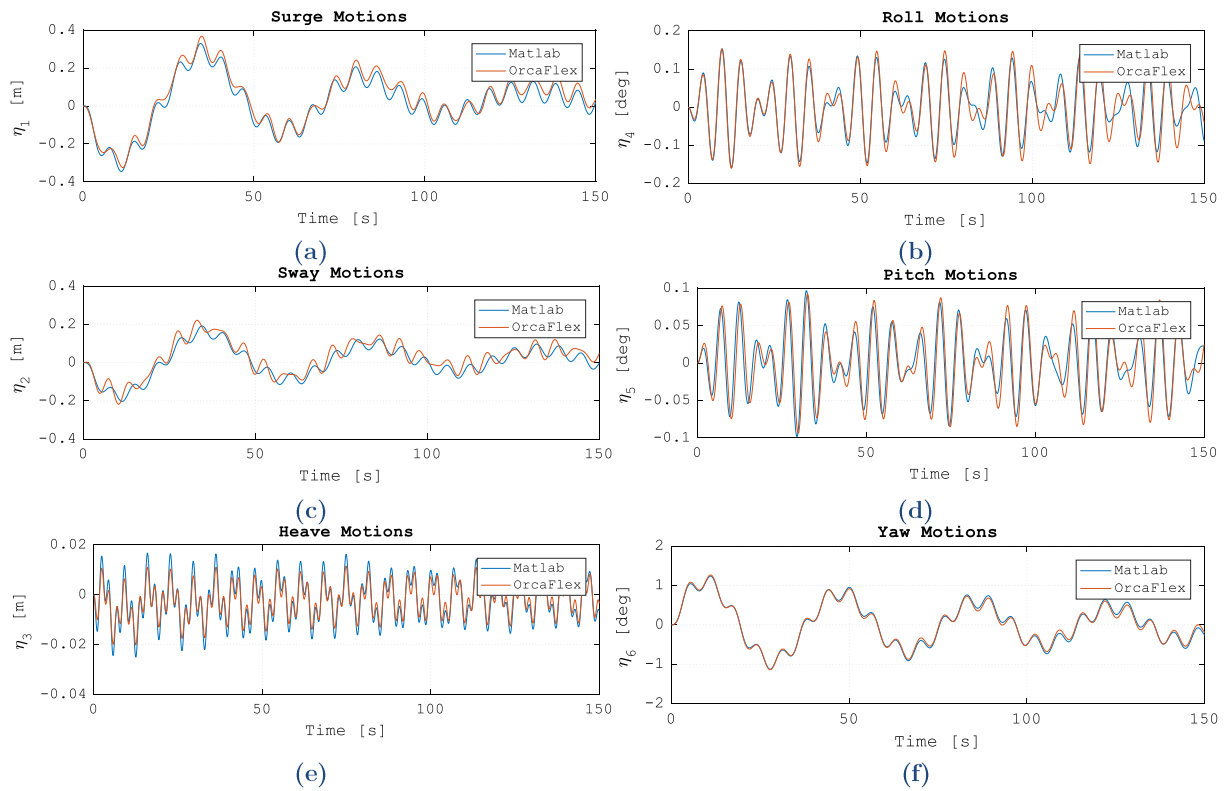 Surge Motions
0.4
0.2
0
-0.2
-0.4
η1 [m]
Matlab
OrcaFlex
0
50
100
150
Time [s]
(a)
Roll Motions
0.2
0.1
0
-0.1
-0.2
η4 [deg]
Matlab
OrcaFlex
0
50
100
150
Time [s]
(b)
Sway Motions
0.4
0.2
0
-0.2
-0.4
η2 [m]
Matlab
OrcaFlex
0
50
100
150
Time [s]
(c)
Pitch Motions
0.1
0.05
0
-0.05
-0.1
η5 [deg]
Matlab
OrcaFlex
0
50
100
150
Time [s]
(d)
Heave Motions
0.02
0
-0.02
-0.04
η3 [m]
Matlab
OrcaFlex
0
50
100
150
Time [s]
(e)
Yaw Motions
2
1
0
-1
-2
η6 [deg]
Matlab
OrcaFlex
0
50
100
150
Time [s]
(f)